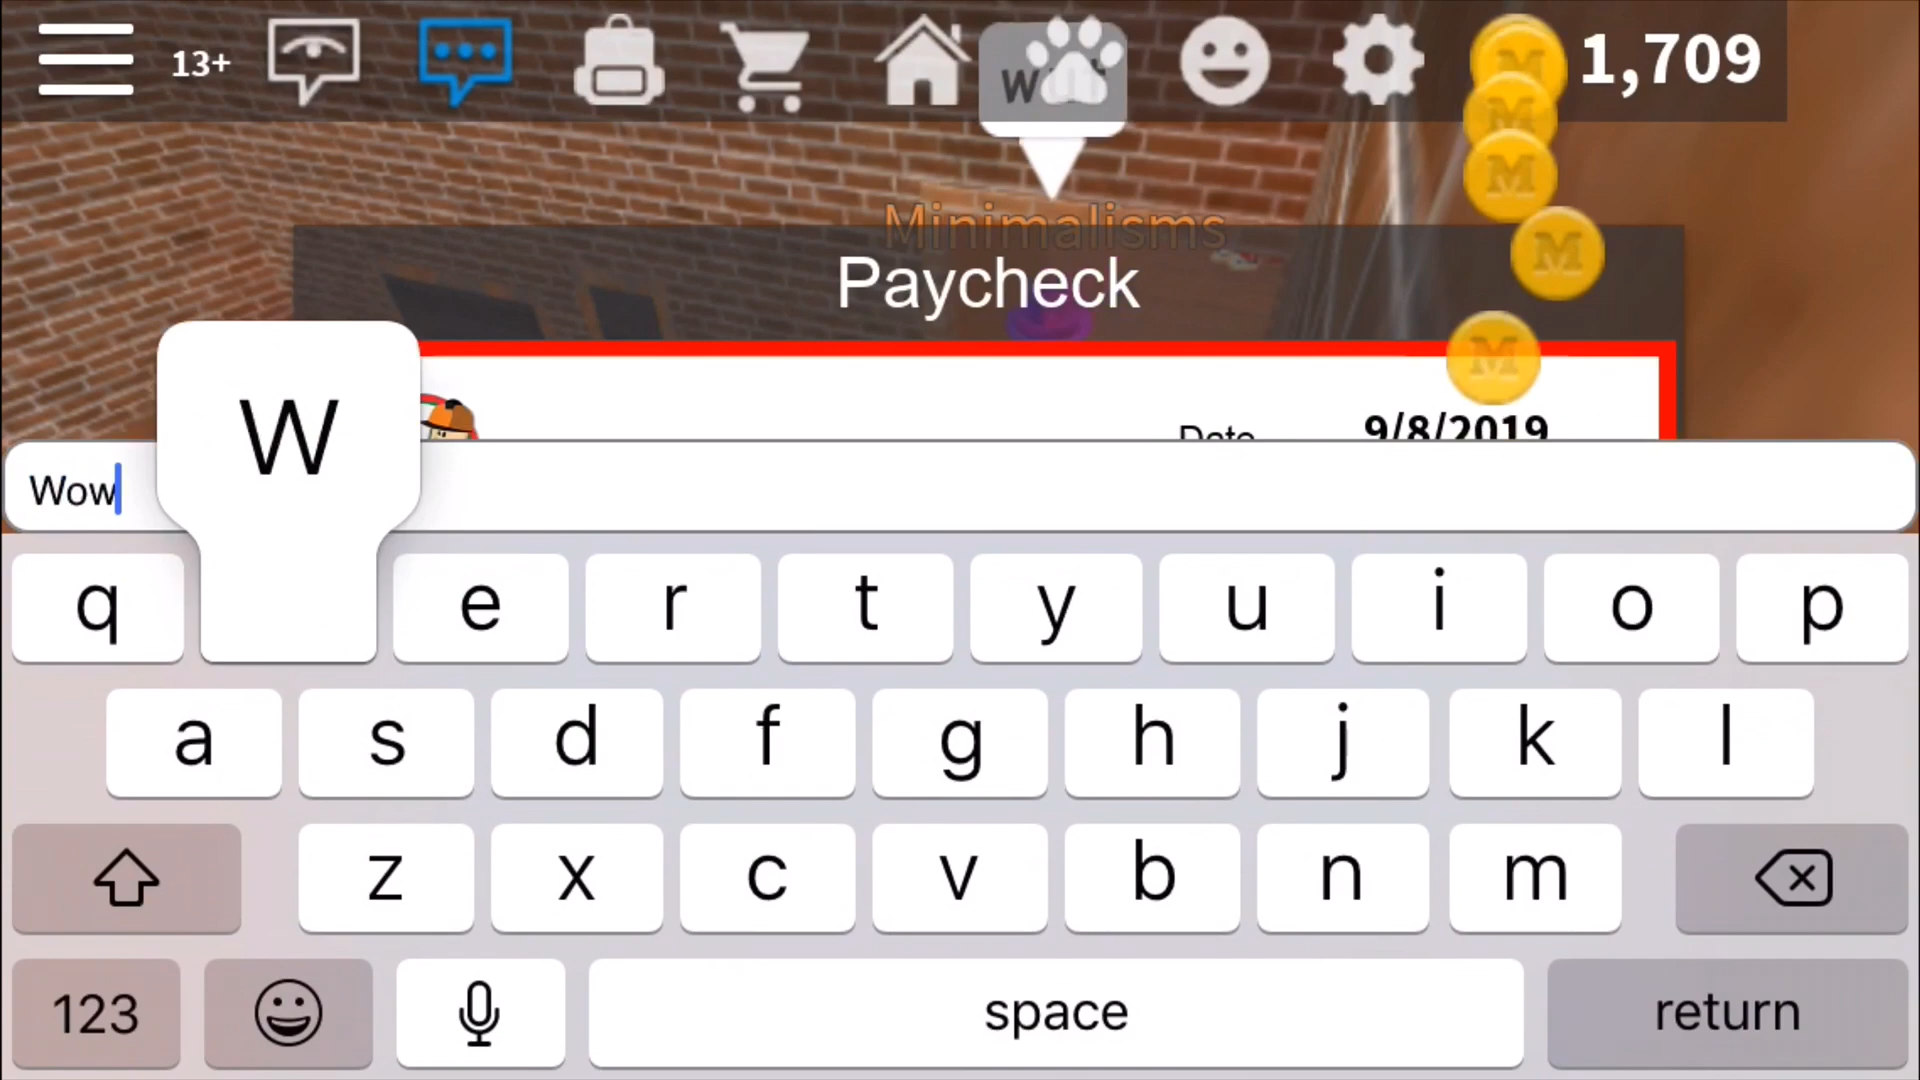 13+
1,709
Minimalisms
Paycheck
Date 9/8/2019
Wow
W
q e r t y u i o p
a s d f g h j k l
z x c v b n m
123 space return